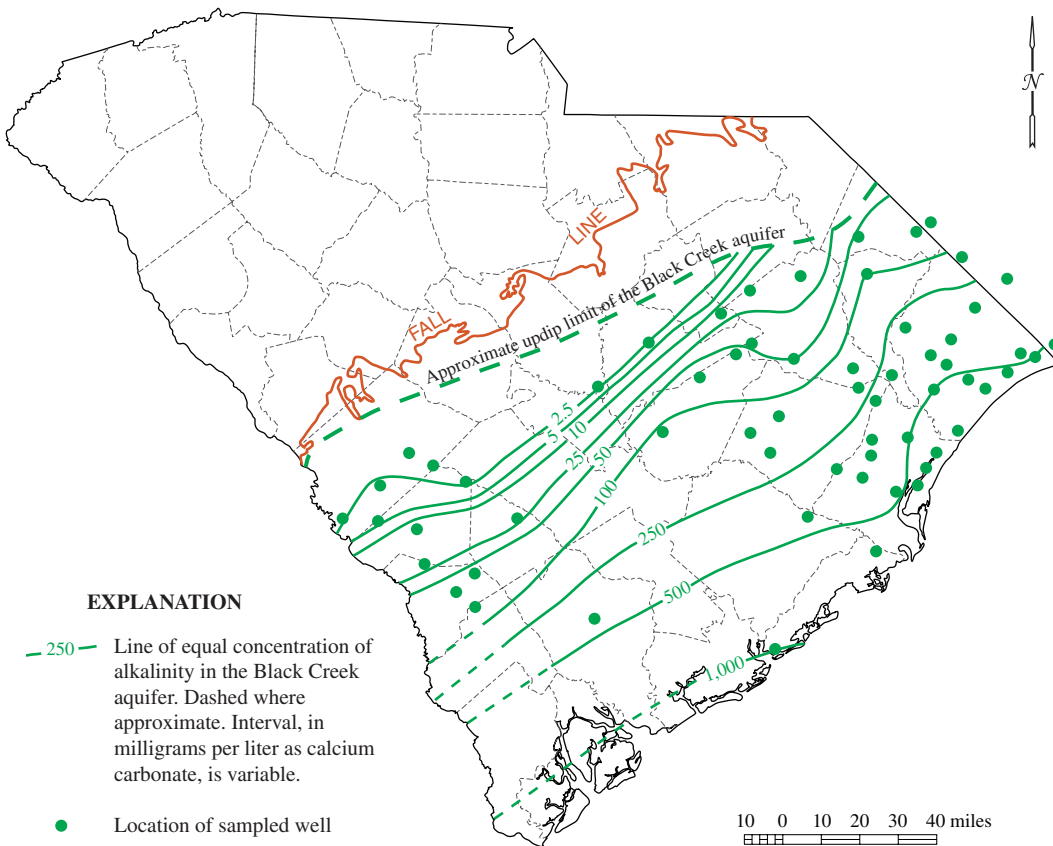 N
LINE
Approximate updip limit of the Black Creek aquifer
FALL
2.5
5
10
25
50
100
250
500
1,000
EXPLANATION
250
Line of equal concentration of
alkalinity in the Black Creek
aquifer. Dashed where
approximate. Interval, in
milligrams per liter as calcium
carbonate, is variable.
Location of sampled well
10 0 10 20 30 40 miles